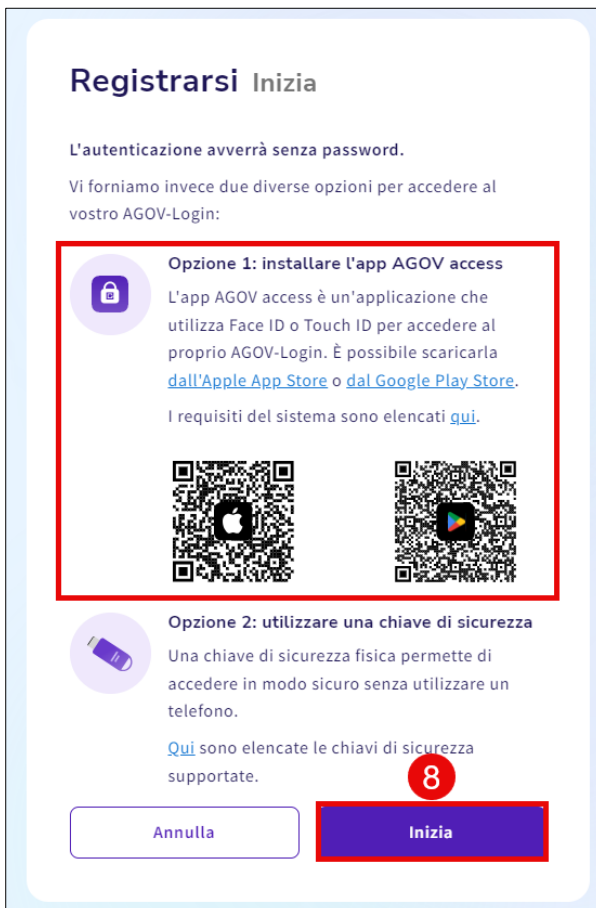 Registrarsi Inizia
L'autenticazione avverrà senza password.
Vi forniamo invece due diverse opzioni per accedere al
vostro AGOV-Login:
Opzione 1: installare l'app AGOV access
L'app AGOV access è un'applicazione che
utilizza Face ID o Touch ID per accedere al
proprio AGOV-Login. È possibile scaricarla
dall'Apple App Store o dal Google Play Store.
I requisiti del sistema sono elencati qui.
Opzione 2: utilizzare una chiave di sicurezza
Una chiave di sicurezza fisica permette di
accedere in modo sicuro senza utilizzare un
telefono.
Qui sono elencate le chiavi di sicurezza
supportate.
8
Annulla
Inizia